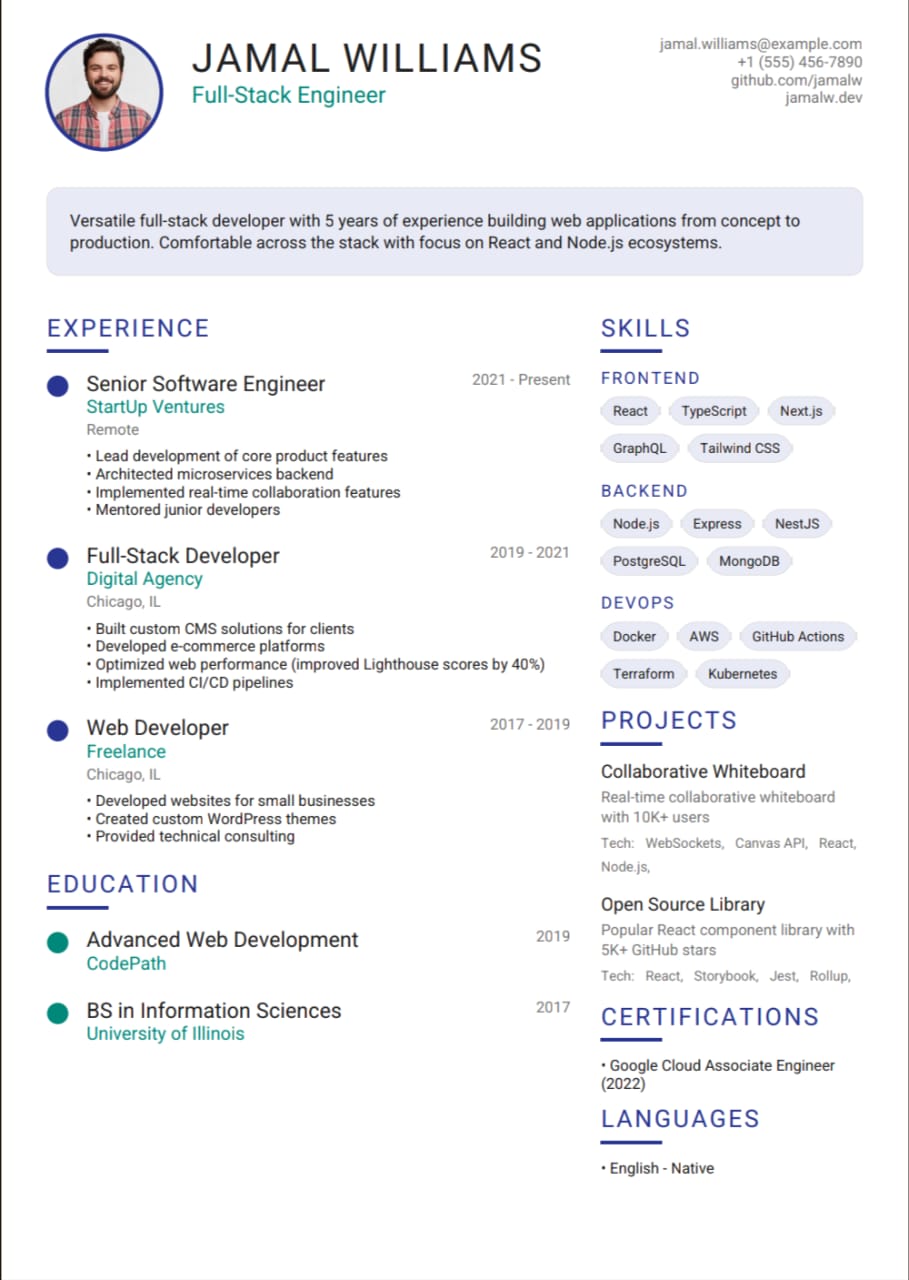 JAMAL WILLIAMS
Full-Stack Engineer
jamal.williams@example.com
+1 (555) 456-7890
github.com/jamalw
jamalw.dev
Versatile full-stack developer with 5 years of experience building web applications from concept to
production. Comfortable across the stack with focus on React and Node.js ecosystems.
EXPERIENCE
Senior Software Engineer
2021 - Present
StartUp Ventures
Remote
• Lead development of core product features
• Architected microservices backend
• Implemented real-time collaboration features
• Mentored junior developers
Full-Stack Developer
2019 - 2021
Digital Agency
Chicago, IL
• Built custom CMS solutions for clients
• Developed e-commerce platforms
• Optimized web performance (improved Lighthouse scores by 40%)
• Implemented CI/CD pipelines
Web Developer
2017 - 2019
Freelance
Chicago, IL
• Developed websites for small businesses
• Created custom WordPress themes
• Provided technical consulting
EDUCATION
Advanced Web Development
2019
CodePath
BS in Information Sciences
2017
University of Illinois
SKILLS
FRONTEND
React TypeScript Next.js
GraphQL Tailwind CSS
BACKEND
Node.js Express NestJS
PostgreSQL MongoDB
DEVOPS
Docker AWS GitHub Actions
Terraform Kubernetes
PROJECTS
Collaborative Whiteboard
Real-time collaborative whiteboard
with 10K+ users
Tech: WebSockets, Canvas API, React,
Node.js,
Open Source Library
Popular React component library with
5K+ GitHub stars
Tech: React, Storybook, Jest, Rollup,
CERTIFICATIONS
• Google Cloud Associate Engineer
(2022)
LANGUAGES
• English - Native